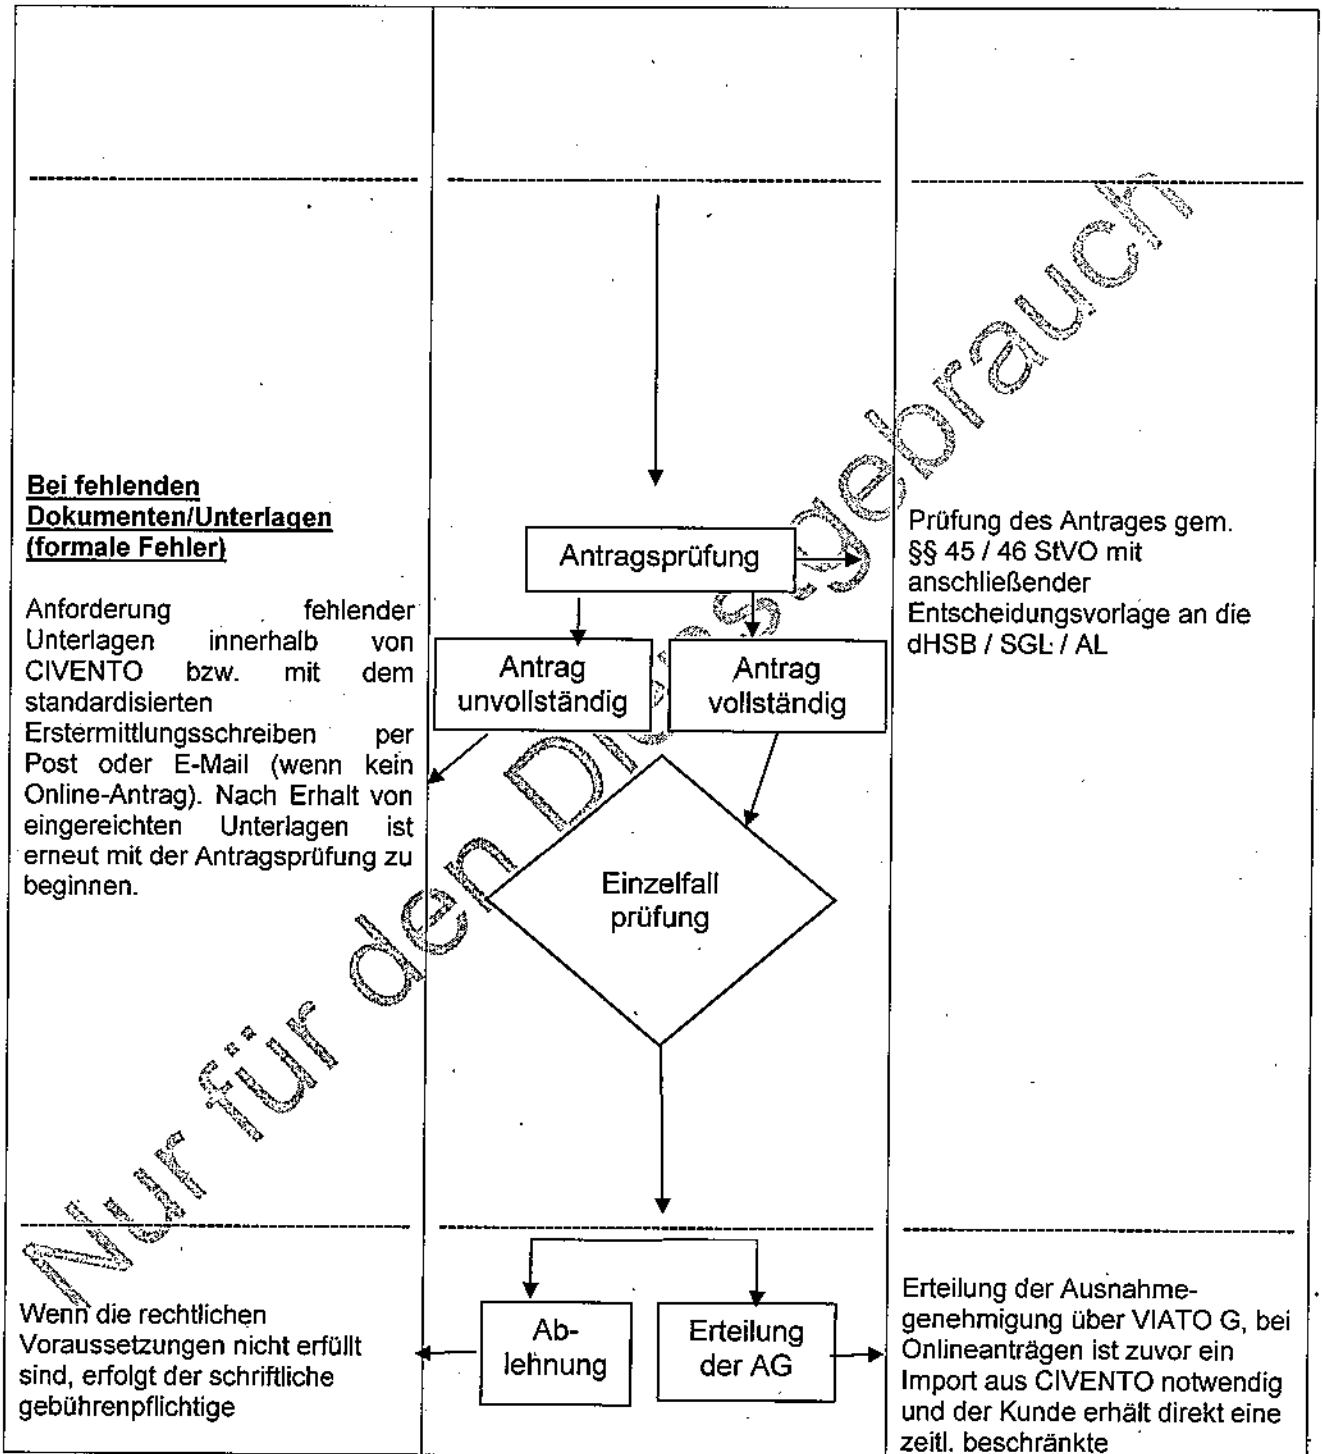 Bei fehlenden
Dokumenten/Unterlagen
(formale Fehler)
Anforderung fehlender
Unterlagen innerhalb von
CIVENTO bzw. mit dem
standardisierten
Erstermittlungsschreiben per
Post oder E-Mail (wenn kein
Online-Antrag). Nach Erhalt von
eingereichten Unterlagen ist
erneut mit der Antragsprüfung zu
beginnen.
Antragsprüfung
Antrag
unvollständig
Antrag
vollständig
Einzelfall
prüfung
Prüfung des Antrages gem.
§§ 45 / 46 StVO mit
anschließender
Entscheidungsvorlage an die
dHSB / SGL / AL
Nur für den Dienstgebrauch
Wenn die rechtlichen
Voraussetzungen nicht erfüllt
sind, erfolgt der schriftliche
gebührenpflichtige
Ab-
lehnung
Erteilung
der AG
Erteilung der Ausnahme-
genehmigung über VIATO G, bei
Onlineanträgen ist zuvor ein
Import aus CIVENTO notwendig
und der Kunde erhält direkt eine
zeitl. beschränkte